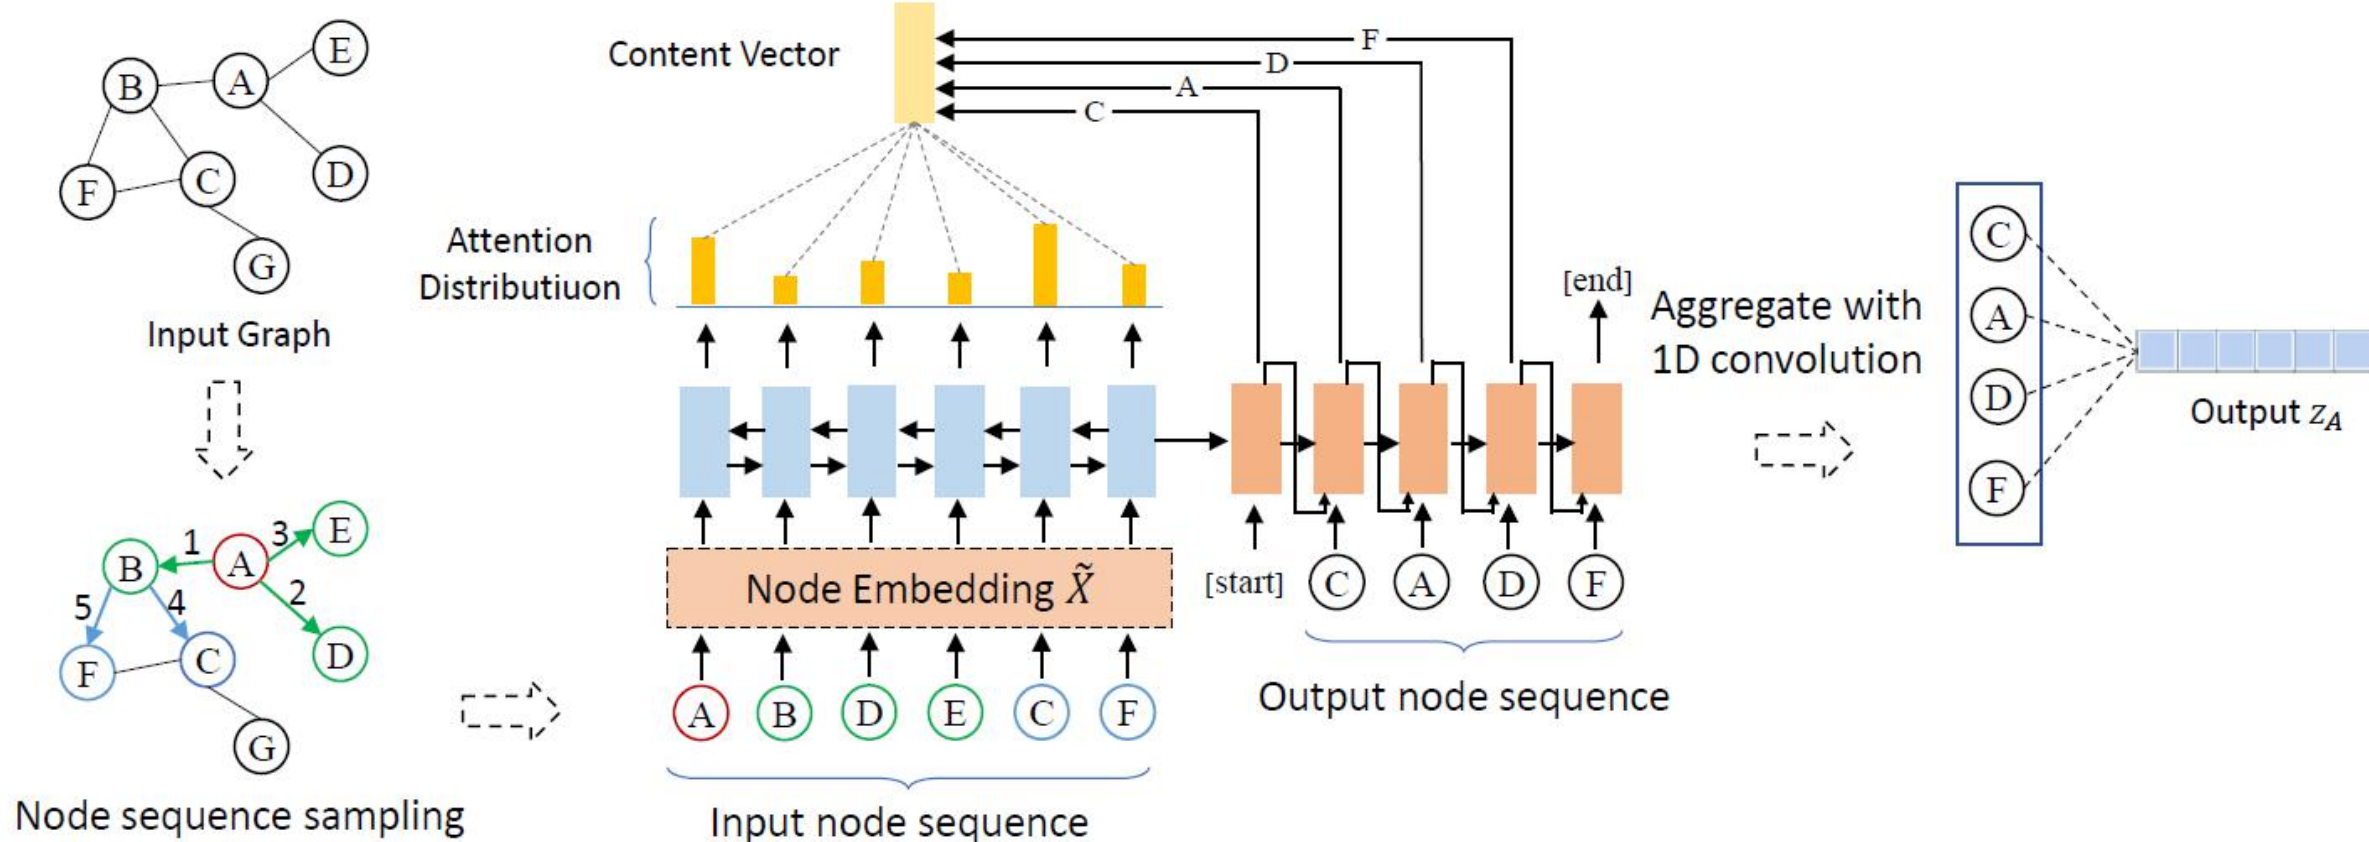 E
B
A
F
C
D
G
Input Graph
1
3
E
B
A
5
4
2
F
C
D
G
Node sequence sampling
Content Vector
F
D
A
C
Attention
Distributiuon
Node Embedding X̃
A
B
D
E
C
F
Input node sequence
[start]
C
A
D
F
Output node sequence
[end]
Aggregate with
1D convolution
C
A
D
F
Output z_A